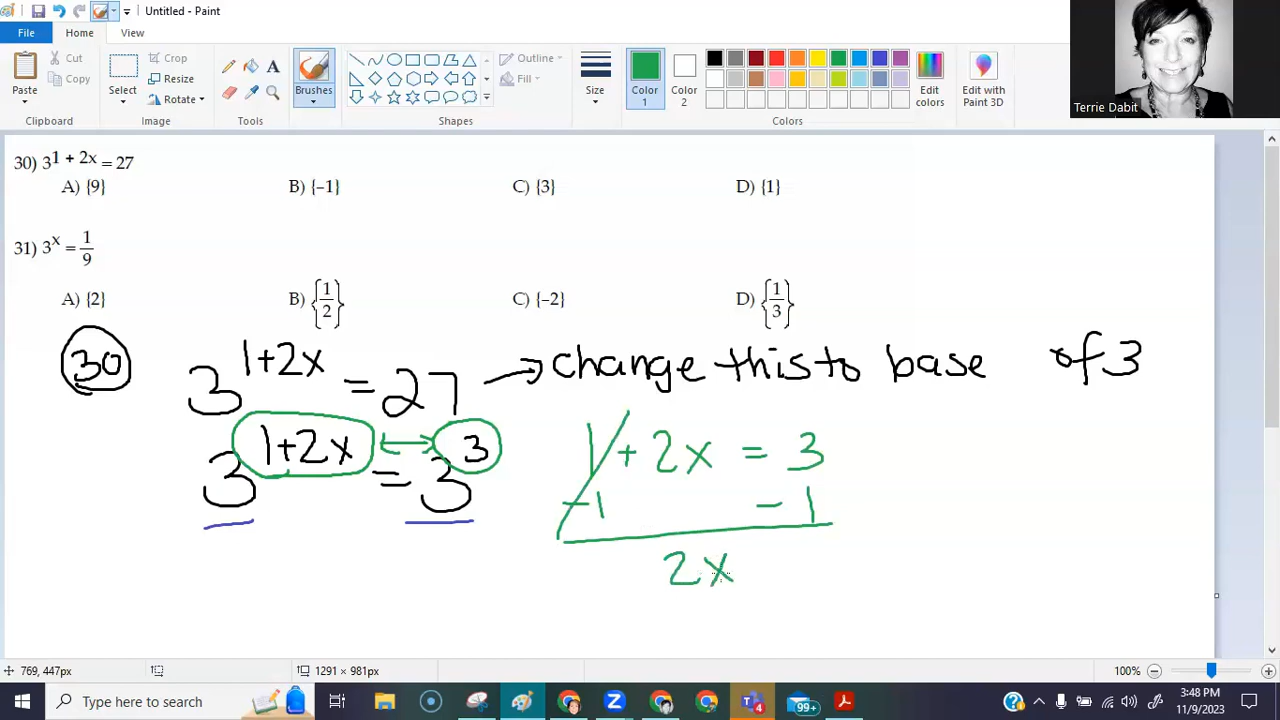 Untitled - Paint
File
Home
View
Paste
Cut
Copy
Clipboard
Select
Crop
Resize
Rotate
Image
Tools
Brushes
Outline
Fill
Shapes
Size
Color 1
Color 2
Edit colors
Edit with Paint 3D
Colors
Terrie Dabit
30) 3^{1 + 2x} = 27
A) {9} B) {-1} C) {3} D) {1}
31) 3^x = 1/9
A) {2} B) {1/2} C) {-2} D) {1/3}
30 3^{1+2x} = 27 → change this to base of 3
3^{1+2x} = 3^3
1 + 2x = 3
-1 -1
2x
769, 447px
1291 × 981px
100%
Type here to search
4
99+
3:48 PM
11/9/2023